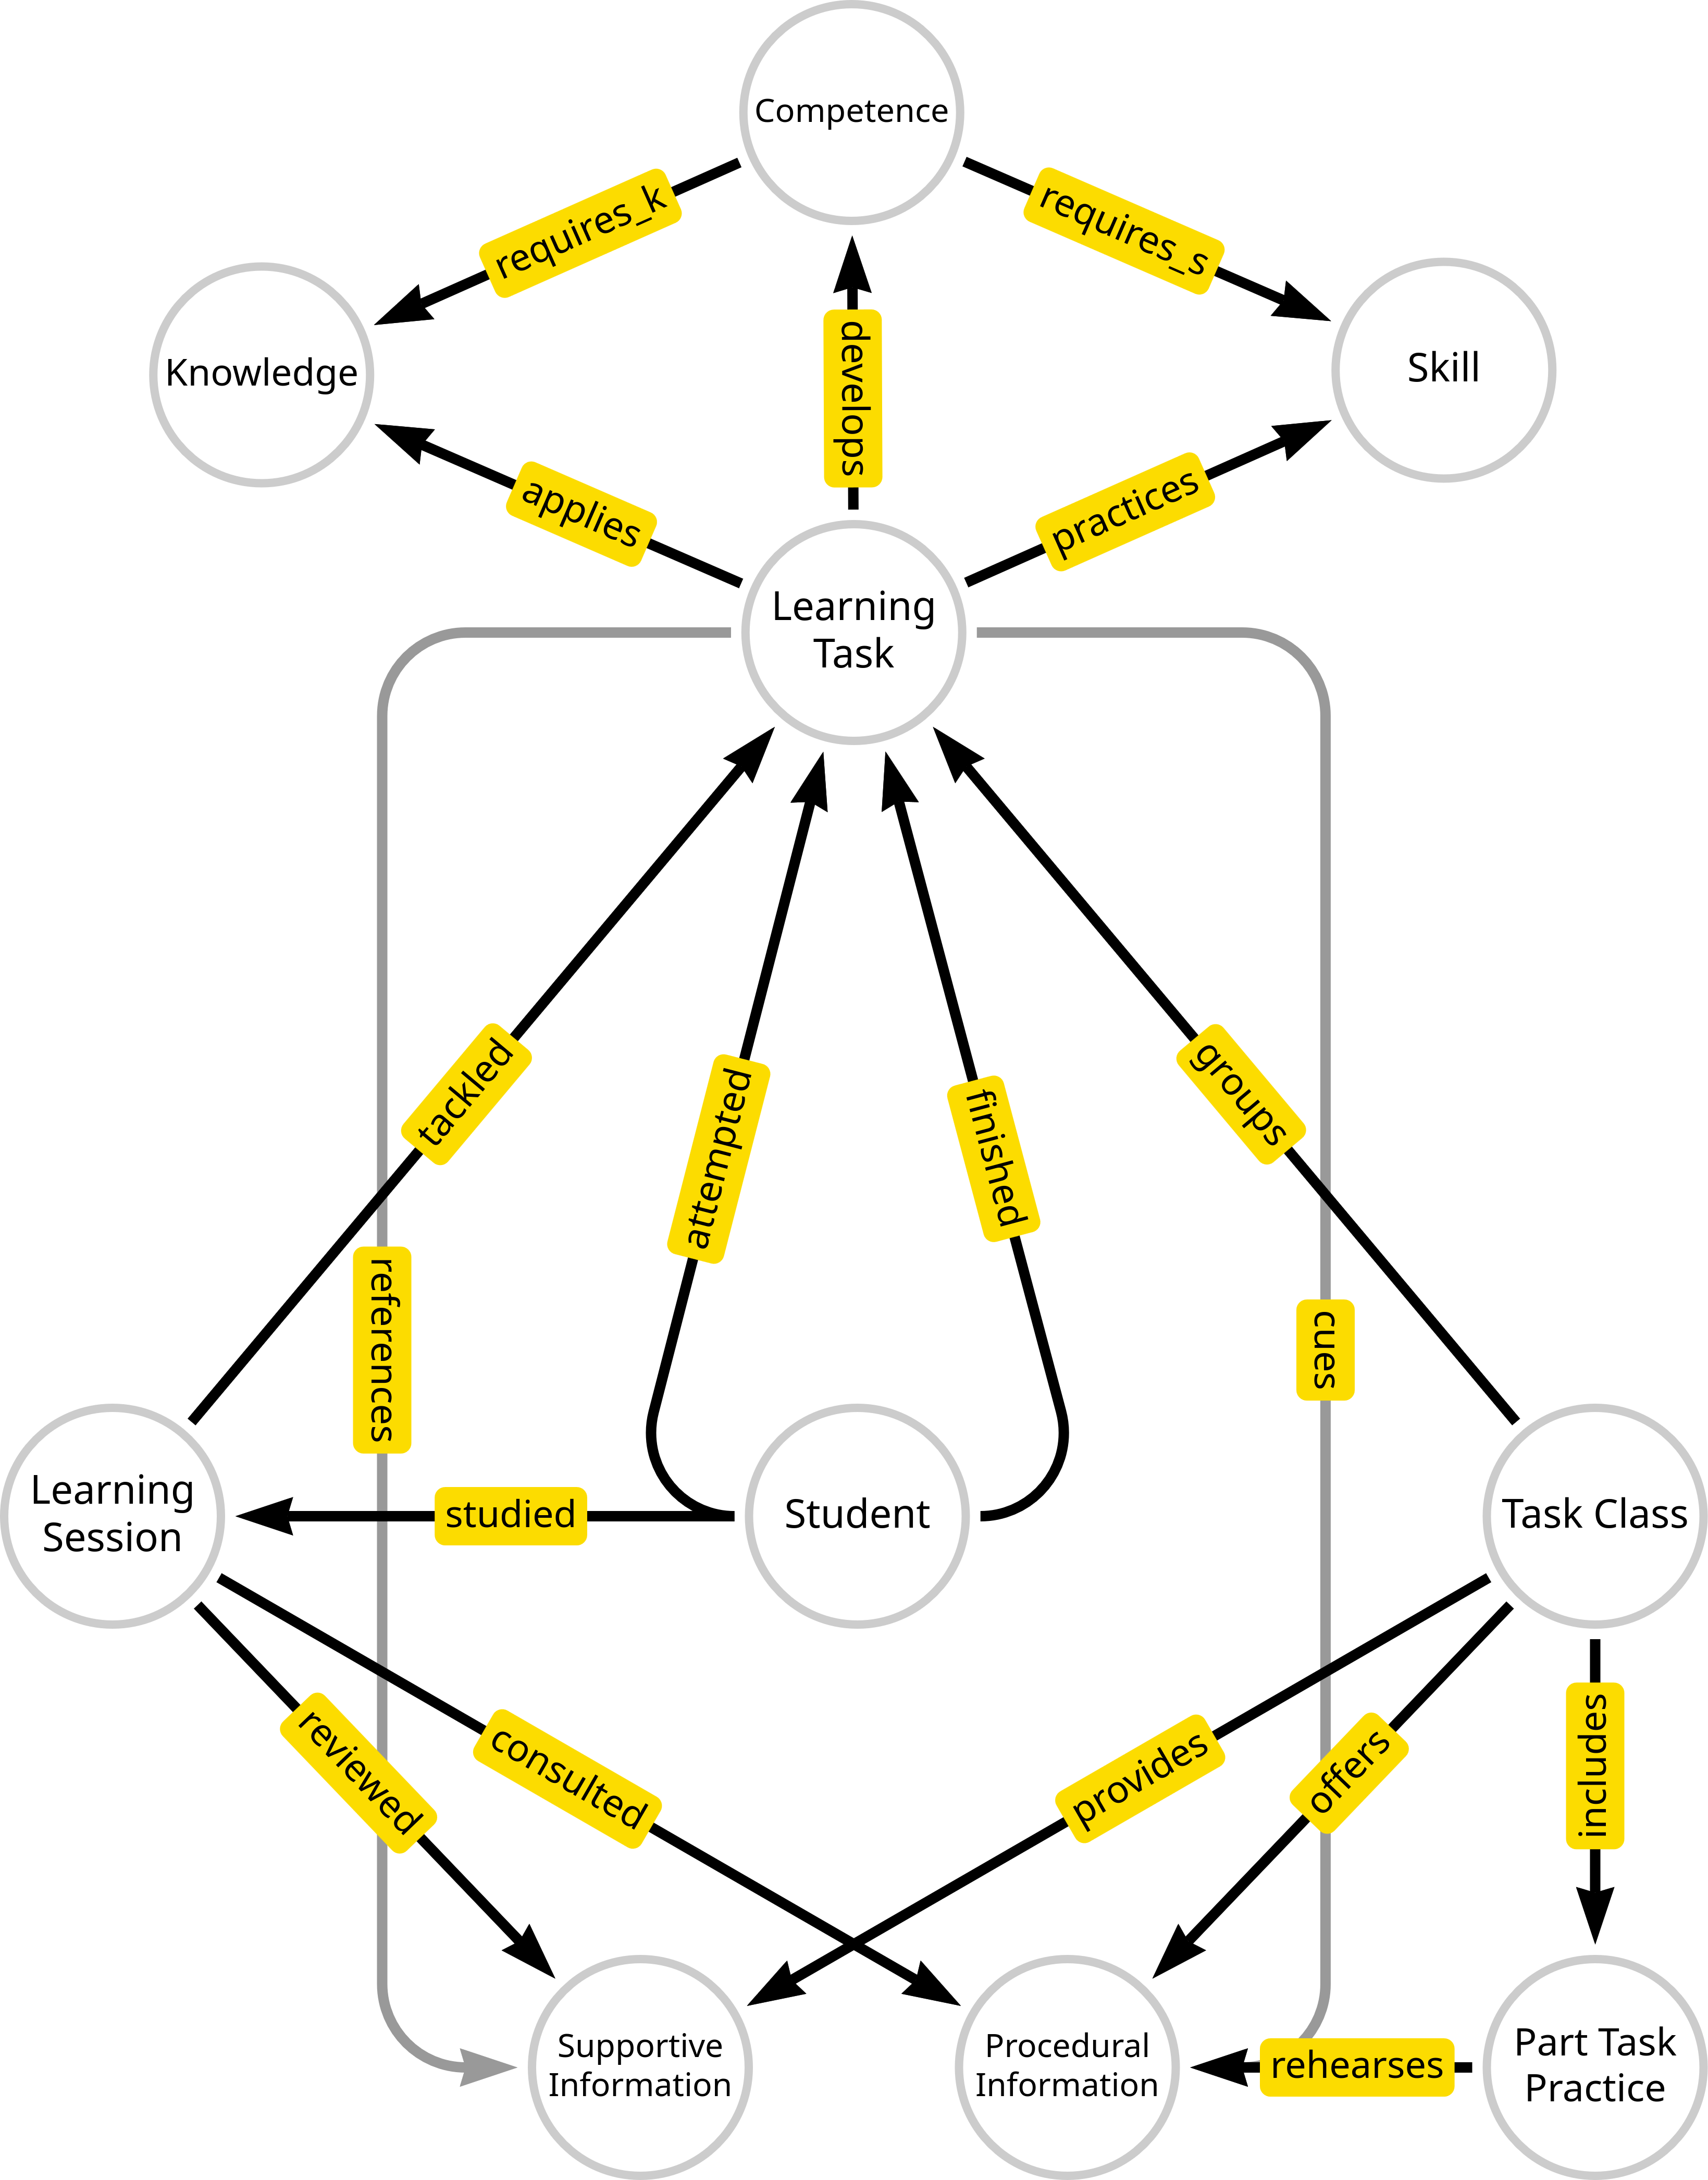 Competence
requires_k
requires_s
Knowledge
develops
Skill
applies
practices
Learning
Task
tackled
attempted
finished
groups
references
cues
Learning
Session
studied
Student
Task Class
reviewed
consulted
provides
offers
includes
Supportive
Information
Procedural
Information
rehearses
Part Task
Practice